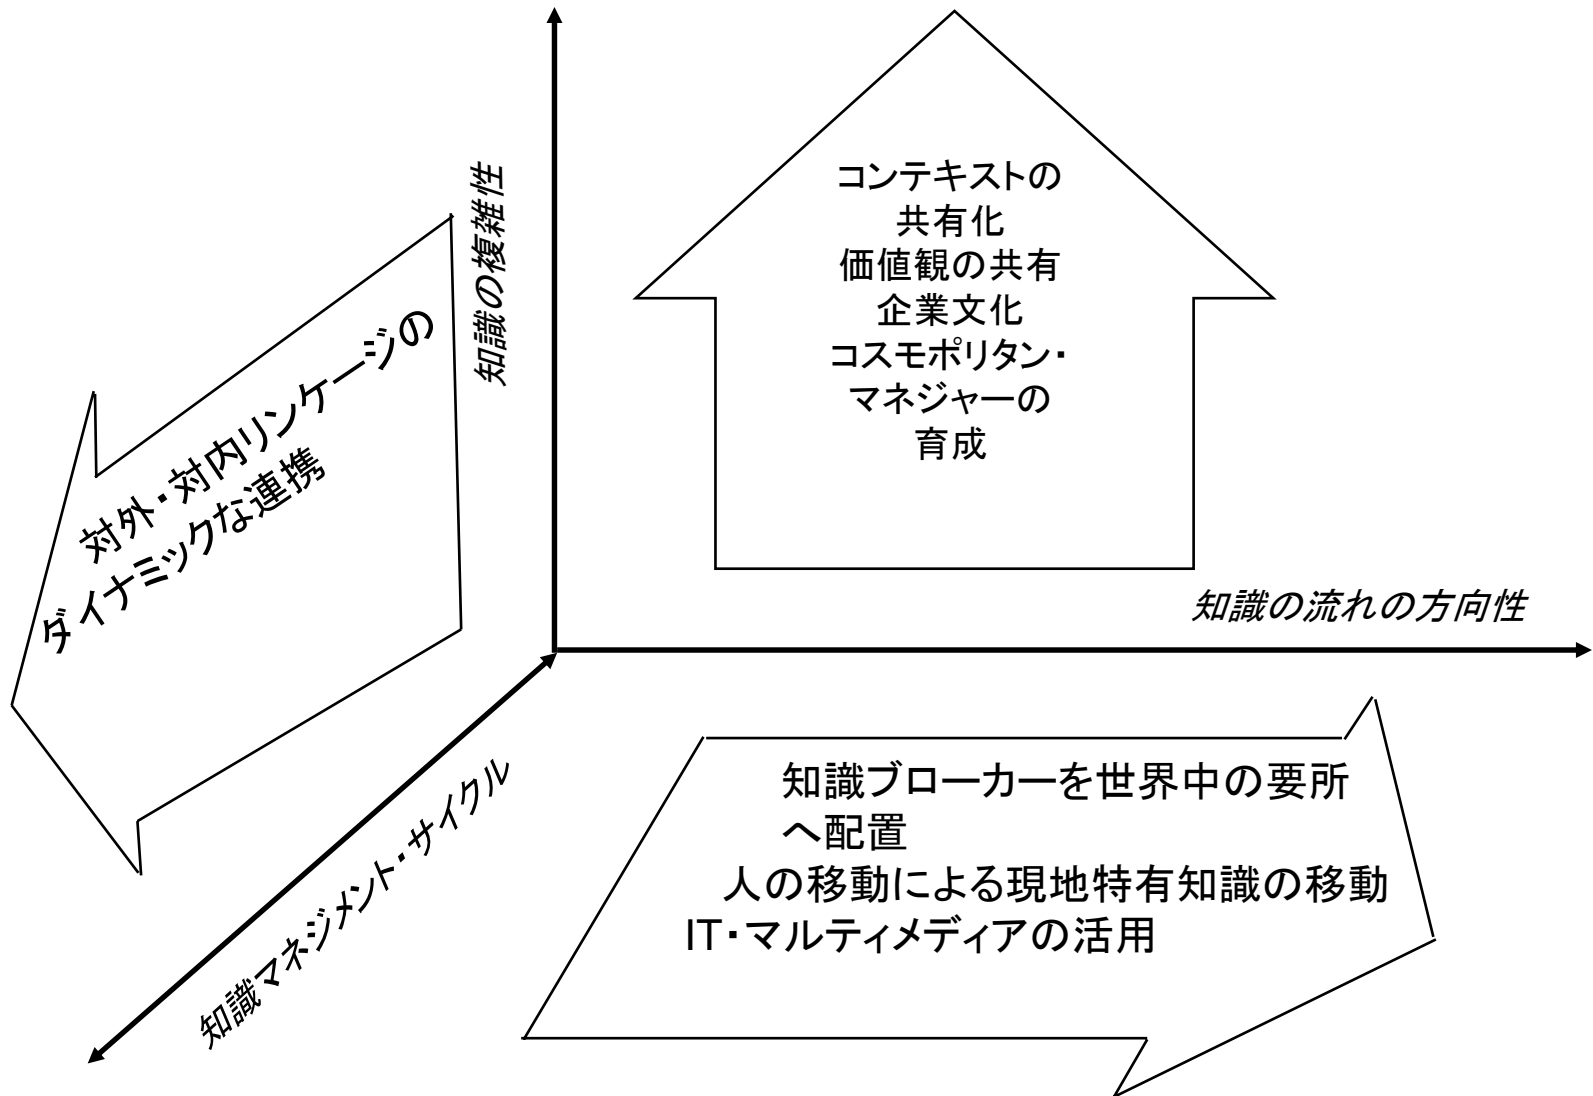 知識の複雑性
コンテキストの
共有化
価値観の共有
企業文化
コスモポリタン・
マネジャーの
育成
対外・対内リンケージの
ダイナミックな連携
知識の流れの方向性
知識マネジメント・サイクル
知識ブローカーを世界中の要所
へ配置
人の移動による現地特有知識の移動
IT・マルティメディアの活用